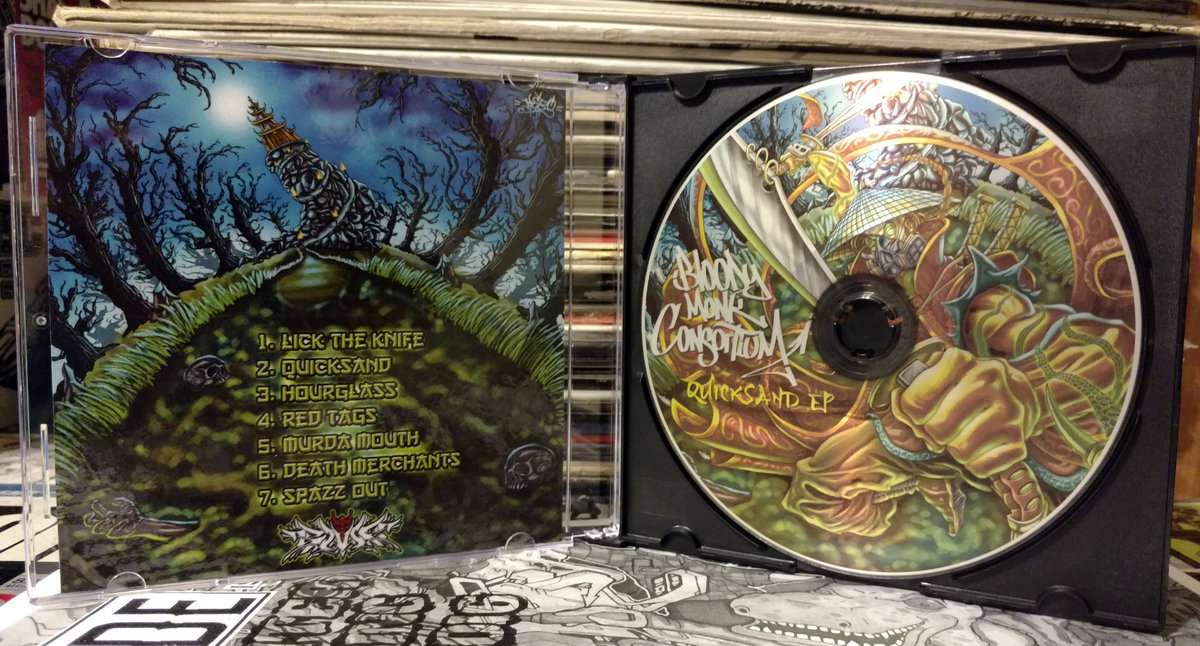 1. LICK THE KNIFE
2. QUICKSAND
3. HOURGLASS
4. RED TAGS
5. MURDA MOUTH
6. DEATH MERCHANTS
7. SPAZZ OUT
BLOODY
MONK
CONSORTIUM
QUICKSAND EP